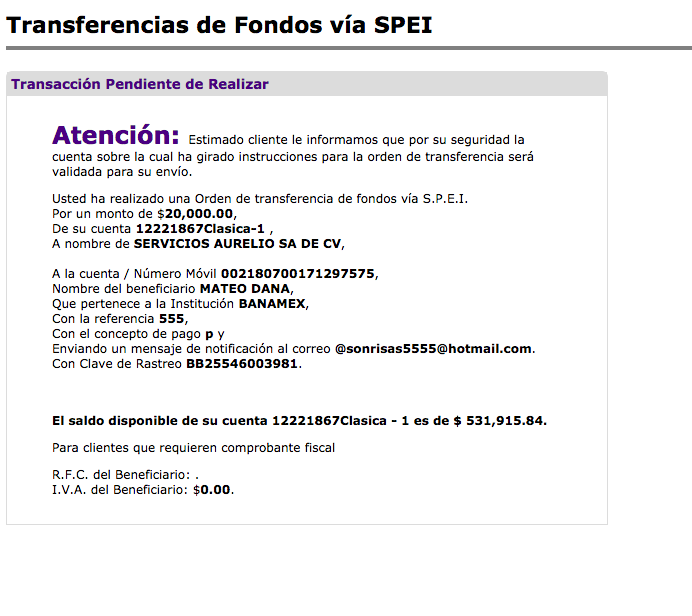 Transferencias de Fondos vía SPEI
Transacción Pendiente de Realizar
Atención: Estimado cliente le informamos que por su seguridad la
cuenta sobre la cual ha girado instrucciones para la orden de transferencia será
validada para su envío.
Usted ha realizado una Orden de transferencia de fondos vía S.P.E.I.
Por un monto de $20,000.00,
De su cuenta 12221867Clasica-1 ,
A nombre de SERVICIOS AURELIO SA DE CV,
A la cuenta / Número Móvil 002180700171297575,
Nombre del beneficiario MATEO DANA,
Que pertenece a la Institución BANAMEX,
Con la referencia 555,
Con el concepto de pago p y
Enviando un mensaje de notificación al correo @sonrisas5555@hotmail.com.
Con Clave de Rastreo BB25546003981.
El saldo disponible de su cuenta 12221867Clasica - 1 es de $ 531,915.84.
Para clientes que requieren comprobante fiscal
R.F.C. del Beneficiario: .
I.V.A. del Beneficiario: $0.00.